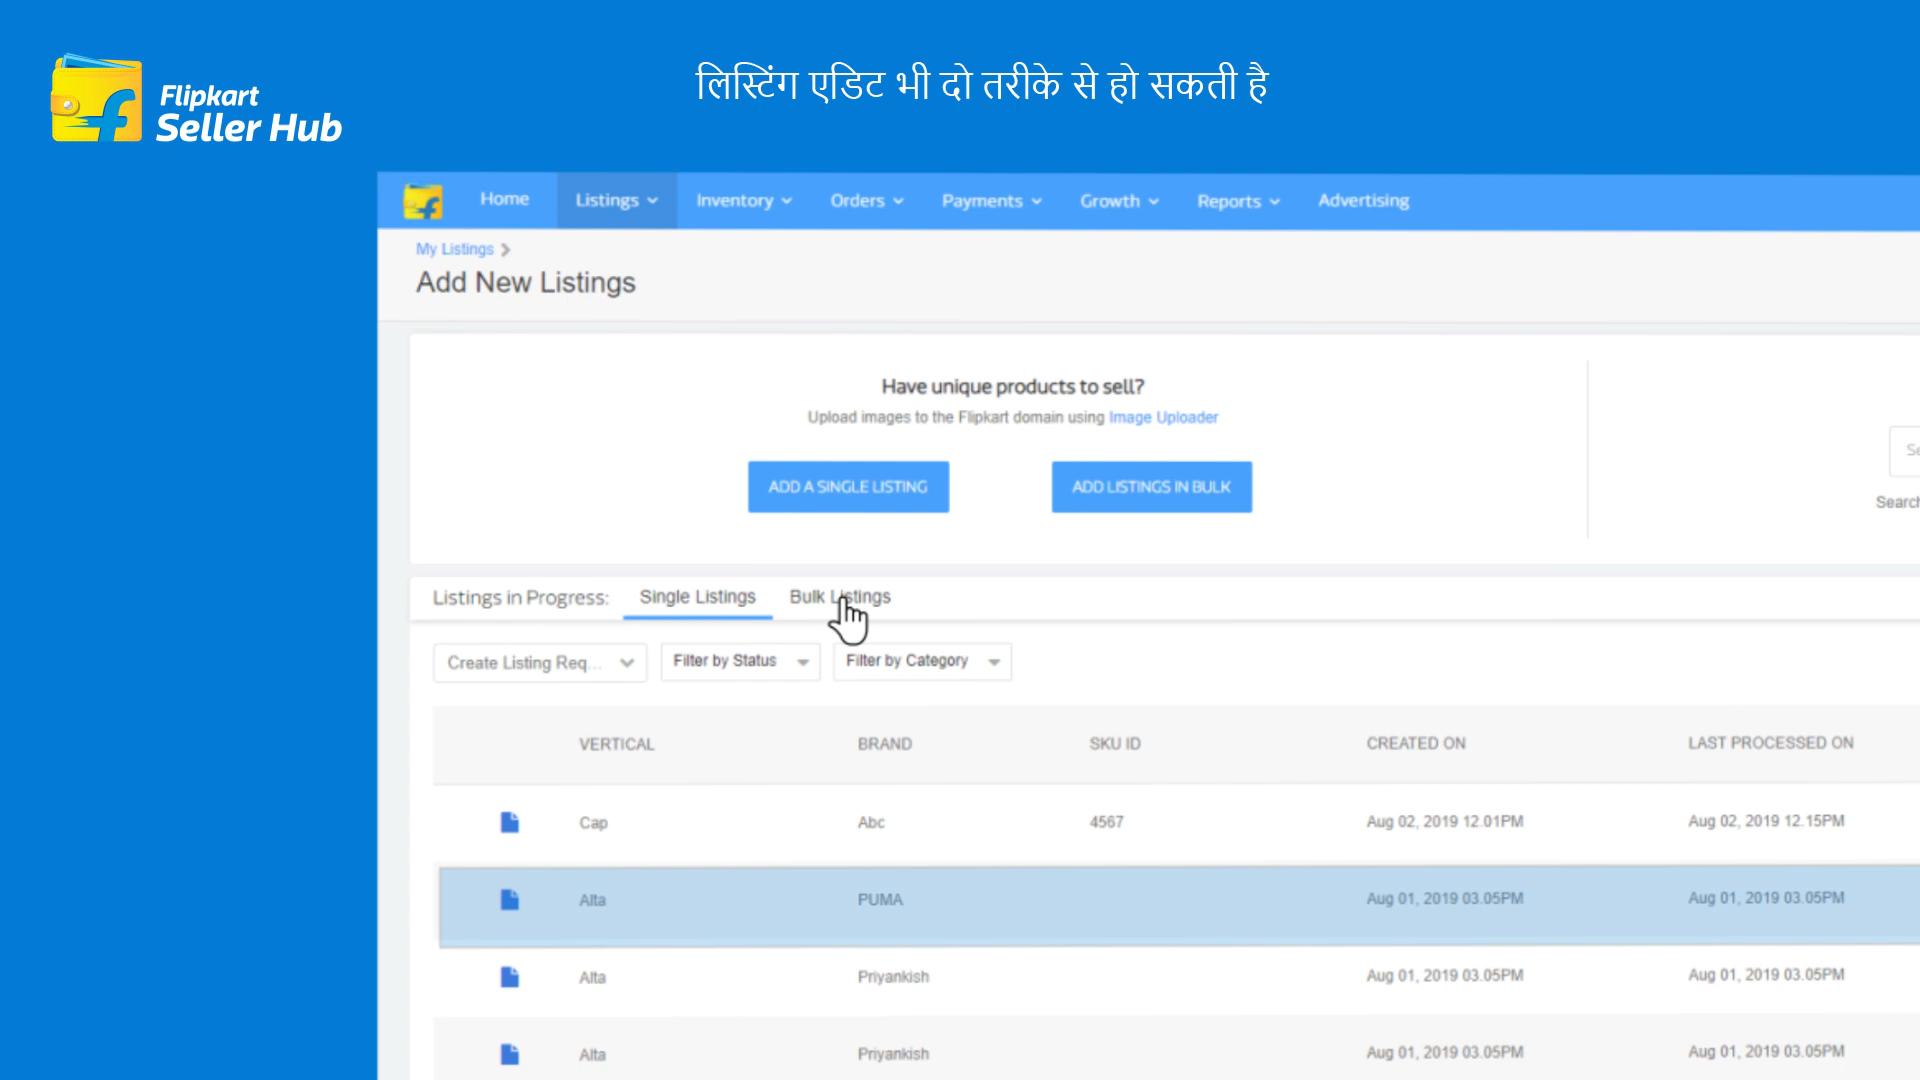 लिस्टिंग एडिट भी दो तरीके से हो सकती है
Flipkart
Seller Hub
Home Listings Inventory Orders Payments Growth Reports Advertising
My Listings
Add New Listings
Have unique products to sell?
Upload images to the Flipkart domain using Image Uploader
ADD A SINGLE LISTING ADD LISTINGS IN BULK
Search
Listings in Progress: Single Listings Bulk Listings
Create Listing Req... Filter by Status Filter by Category
VERTICAL BRAND SKU ID CREATED ON LAST PROCESSED ON
Cap Abc 4567 Aug 02, 2019 12.01PM Aug 02, 2019 12.15PM
Alta PUMA Aug 01, 2019 03.05PM Aug 01, 2019 03.05PM
Alta Priyankish Aug 01, 2019 03.05PM Aug 01, 2019 03.05PM
Alta Priyankish Aug 01, 2019 03.05PM Aug 01, 2019 03.05PM